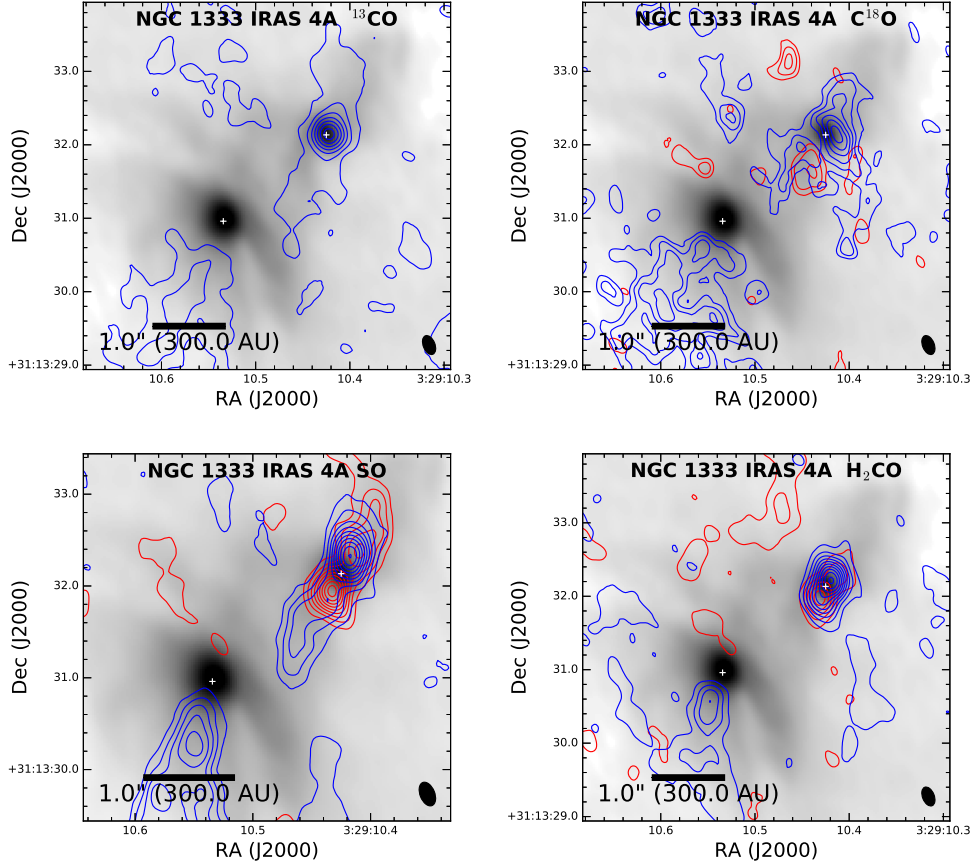 NGC 1333 IRAS 4A ¹³CO
Dec (J2000)
33.0
32.0
31.0
30.0
+31:13:29.0
1.0" (300.0 AU)
10.6 10.5 10.4 3:29:10.3
RA (J2000)
NGC 1333 IRAS 4A C¹⁸O
Dec (J2000)
33.0
32.0
31.0
30.0
+31:13:29.0
1.0" (300.0 AU)
10.6 10.5 10.4 3:29:10.3
RA (J2000)
NGC 1333 IRAS 4A SO
Dec (J2000)
33.0
32.0
31.0
+31:13:30.0
1.0" (300.0 AU)
10.6 10.5 3:29:10.4
RA (J2000)
NGC 1333 IRAS 4A H₂CO
Dec (J2000)
33.0
32.0
31.0
30.0
+31:13:29.0
1.0" (300.0 AU)
10.6 10.5 10.4 3:29:10.3
RA (J2000)